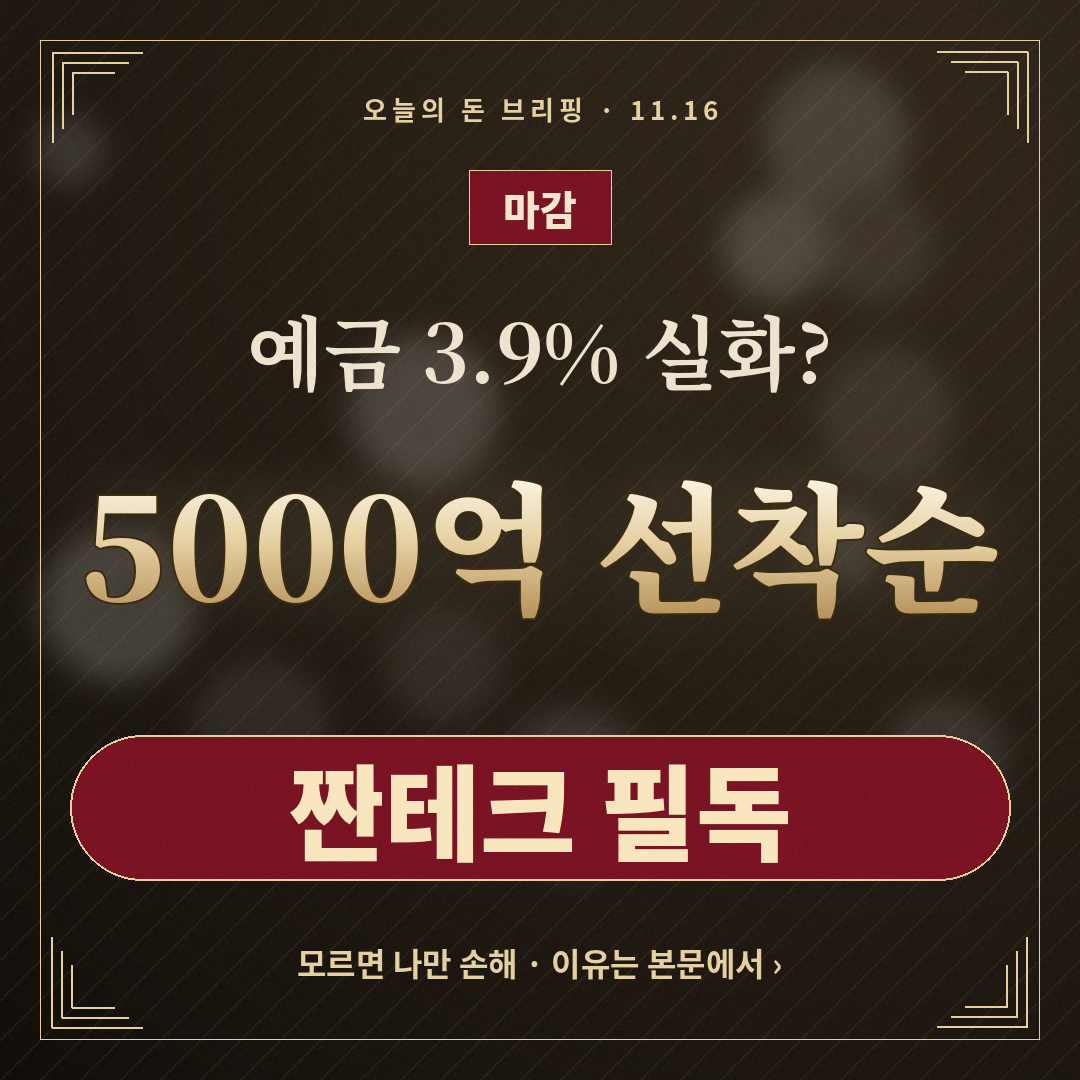 오늘의 돈 브리핑 · 11.16
마감
예금 3.9% 실화?
5000억 선착순
짠테크 필독
모르면 나만 손해 · 이유는 본문에서 ›